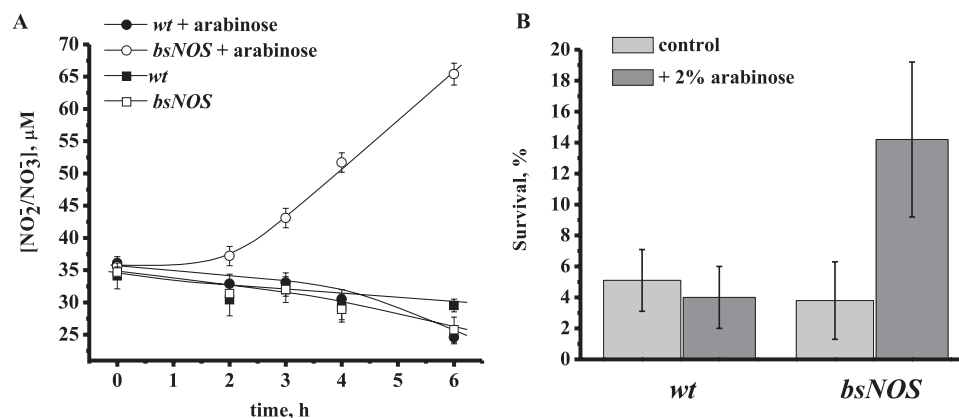 A
wt + arabinose
bsNOS + arabinose
wt
bsNOS
[NO₂⁻/NO₃⁻], µM
70
65
60
55
50
45
40
35
30
25
0 1 2 3 4 5 6
time, h
B
control
+ 2% arabinose
Survival, %
20
18
16
14
12
10
8
6
4
2
0
wt bsNOS